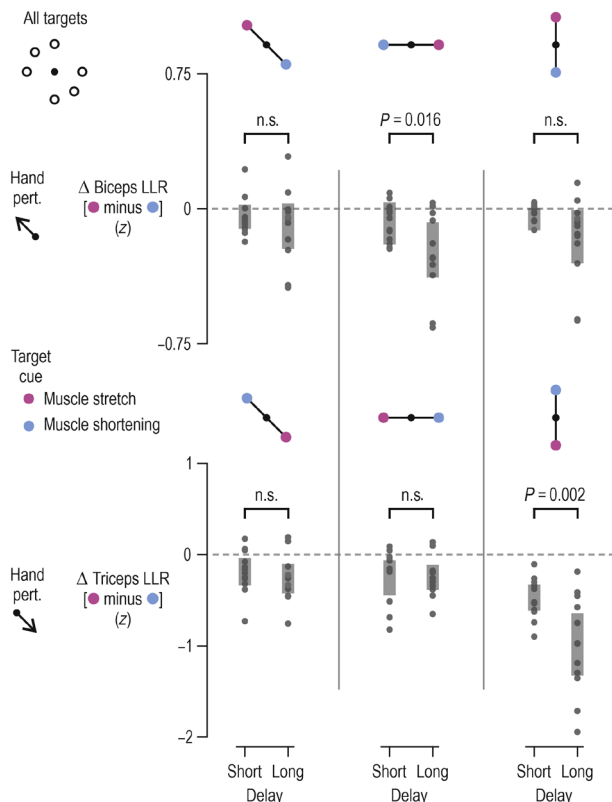 All targets
0.75
n.s.
P = 0.016
n.s.
Hand
pert.
Δ Biceps LLR
[● minus ●]
(z)
0
−0.75
Target
cue
Muscle stretch
Muscle shortening
1
n.s.
n.s.
P = 0.002
0
Hand
pert.
Δ Triceps LLR
[● minus ●]
(z)
−1
−2
Short Long Short Long Short Long
Delay Delay Delay